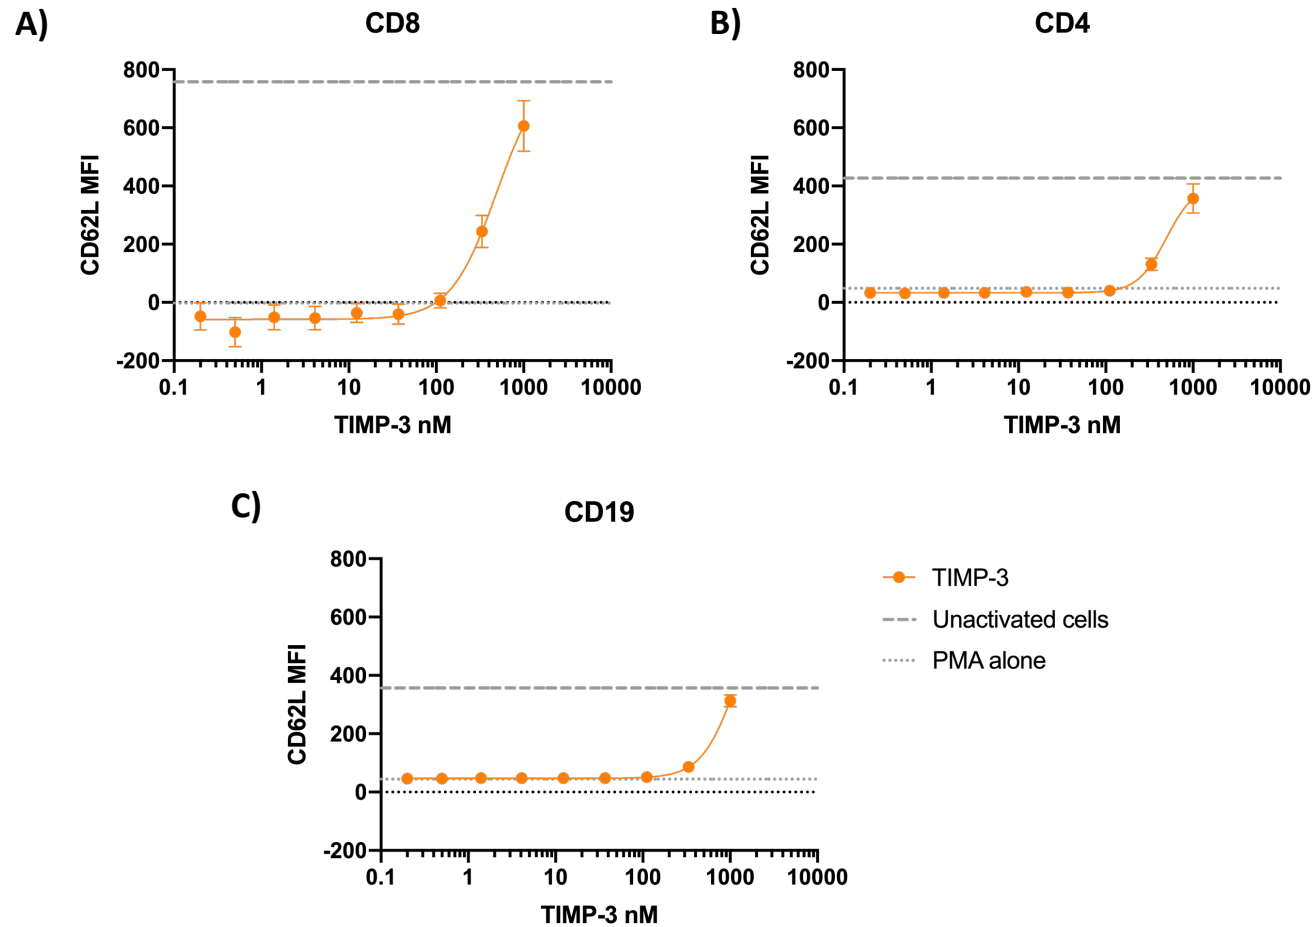 A)
CD8
800
600
400
200
0
-200
CD62L MFI
0.1 1 10 100 1000 10000
TIMP-3 nM
B)
CD4
800
600
400
200
0
-200
CD62L MFI
0.1 1 10 100 1000 10000
TIMP-3 nM
C)
CD19
800
600
400
200
0
-200
CD62L MFI
0.1 1 10 100 1000 10000
TIMP-3 nM
TIMP-3
Unactivated cells
PMA alone